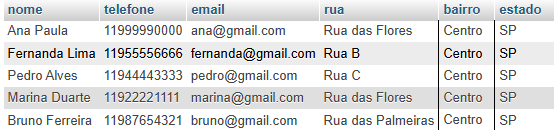 nome telefone email rua bairro estado
Ana Paula 11999990000 ana@gmail.com Rua das Flores Centro SP
Fernanda Lima 11955556666 fernanda@gmail.com Rua B Centro SP
Pedro Alves 11944443333 pedro@gmail.com Rua C Centro SP
Marina Duarte 11922221111 marina@gmail.com Rua das Flores Centro SP
Bruno Ferreira 11987654321 bruno@gmail.com Rua das Palmeiras Centro SP